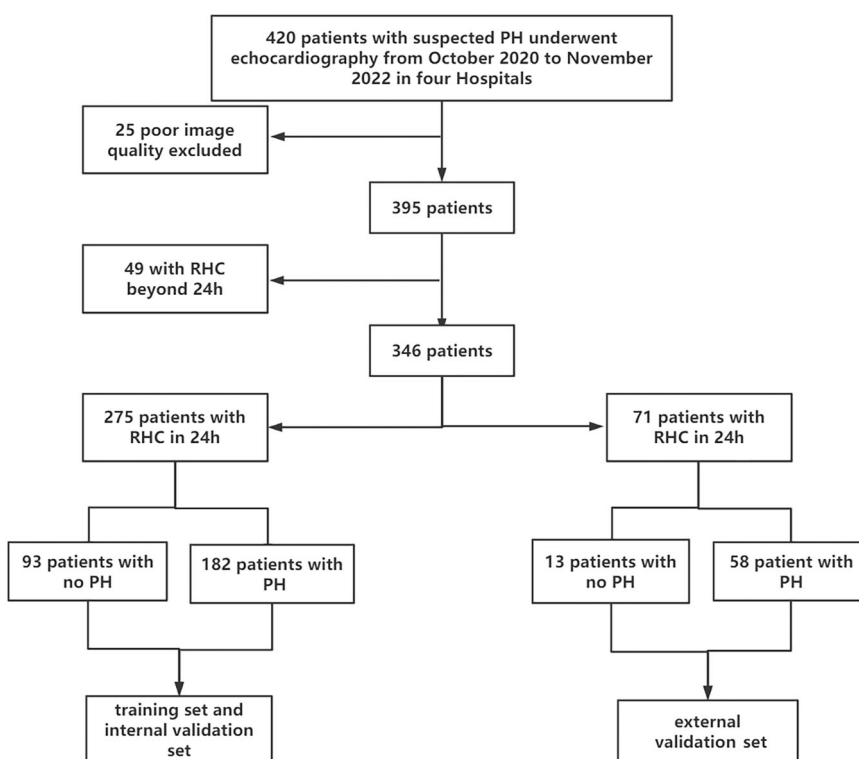 420 patients with suspected PH underwent
echocardiography from October 2020 to November
2022 in four Hospitals
25 poor image
quality excluded
395 patients
49 with RHC
beyond 24h
346 patients
275 patients with
RHC in 24h
71 patients with
RHC in 24h
93 patients with
no PH
182 patients with
PH
13 patients with
no PH
58 patient with
PH
training set and
internal validation
set
external
validation set